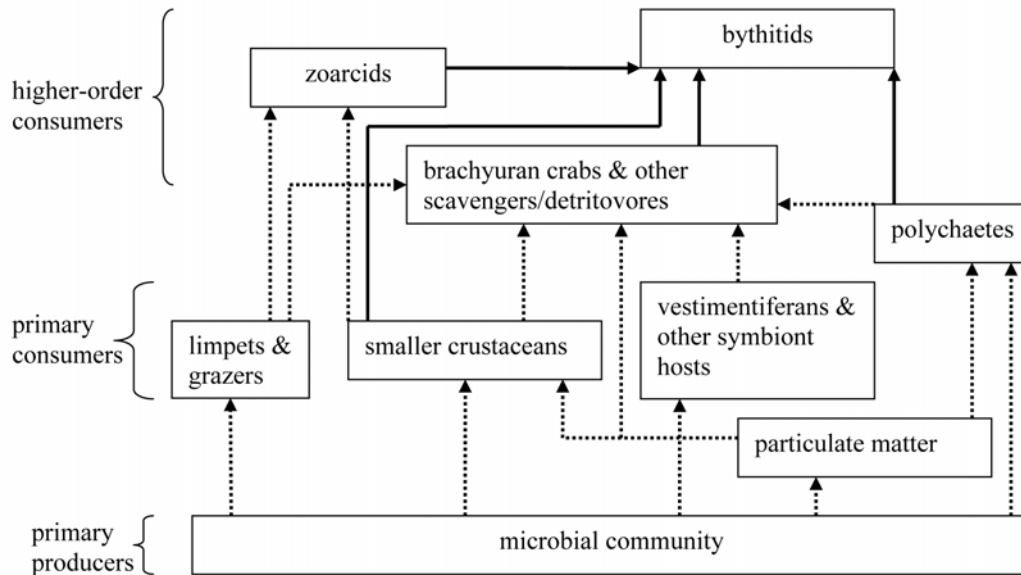 bythitids
zoarcids
higher-order
consumers
brachyuran crabs & other
scavengers/detritovores
polychaetes
primary
consumers
limpets &
grazers
smaller crustaceans
vestimentiferans &
other symbiont
hosts
particulate matter
primary
producers
microbial community